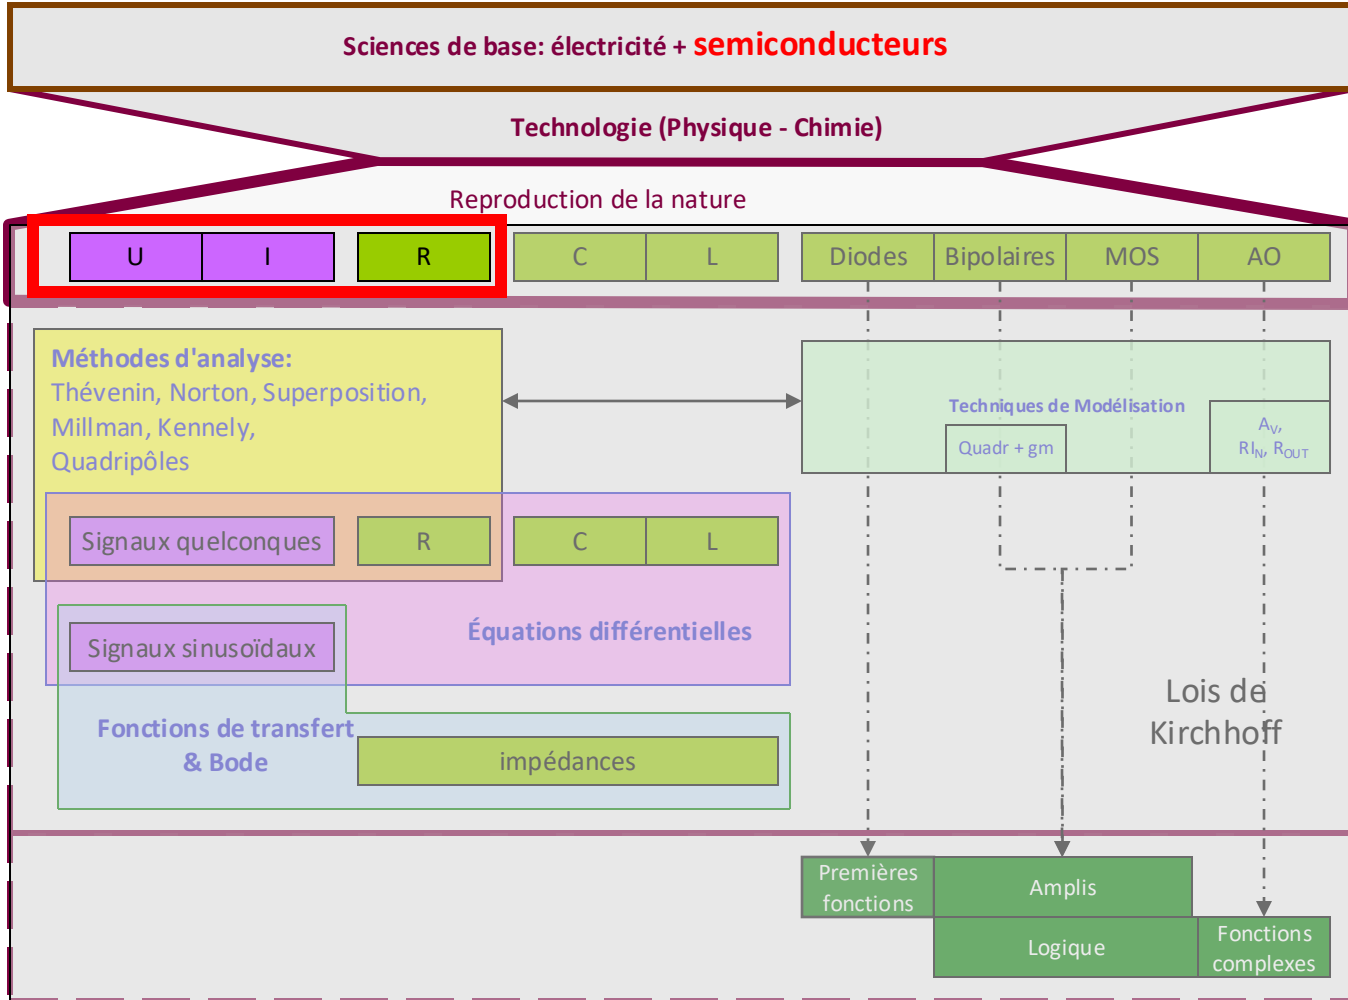 Sciences de base: électricité + semiconducteurs
Technologie (Physique - Chimie)
Reproduction de la nature
U I R C L Diodes Bipolaires MOS AO
Méthodes d'analyse:
Thévenin, Norton, Superposition,
Millman, Kennely,
Quadripôles
Techniques de Modélisation
Quadr + gm
AV,
RIN, ROUT
Signaux quelconques R C L
Équations différentielles
Signaux sinusoïdaux
Lois de
Kirchhoff
Fonctions de transfert
& Bode
impédances
Premières
fonctions
Amplis
Logique
Fonctions
complexes